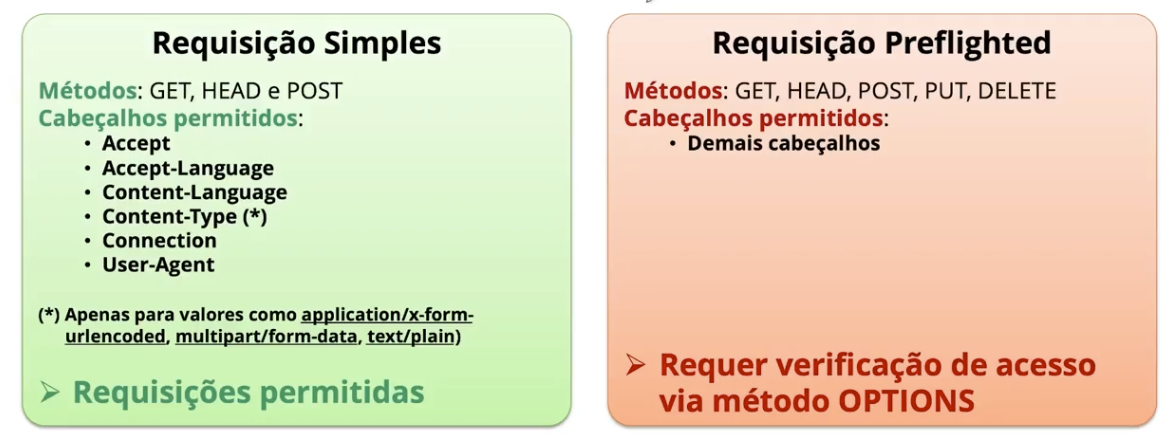 Requisição Simples
Métodos: GET, HEAD e POST
Cabeçalhos permitidos:
• Accept
• Accept-Language
• Content-Language
• Content-Type (*)
• Connection
• User-Agent
(*) Apenas para valores como application/x-form-
urlencoded, multipart/form-data, text/plain)
➢ Requisições permitidas
Requisição Preflighted
Métodos: GET, HEAD, POST, PUT, DELETE
Cabeçalhos permitidos:
• Demais cabeçalhos
➢ Requer verificação de acesso
via método OPTIONS